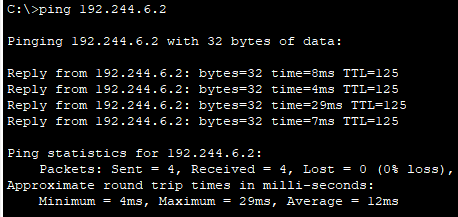 C:\>ping 192.244.6.2
Pinging 192.244.6.2 with 32 bytes of data:
Reply from 192.244.6.2: bytes=32 time=8ms TTL=125
Reply from 192.244.6.2: bytes=32 time=4ms TTL=125
Reply from 192.244.6.2: bytes=32 time=29ms TTL=125
Reply from 192.244.6.2: bytes=32 time=7ms TTL=125
Ping statistics for 192.244.6.2:
Packets: Sent = 4, Received = 4, Lost = 0 (0% loss),
Approximate round trip times in milli-seconds:
Minimum = 4ms, Maximum = 29ms, Average = 12ms